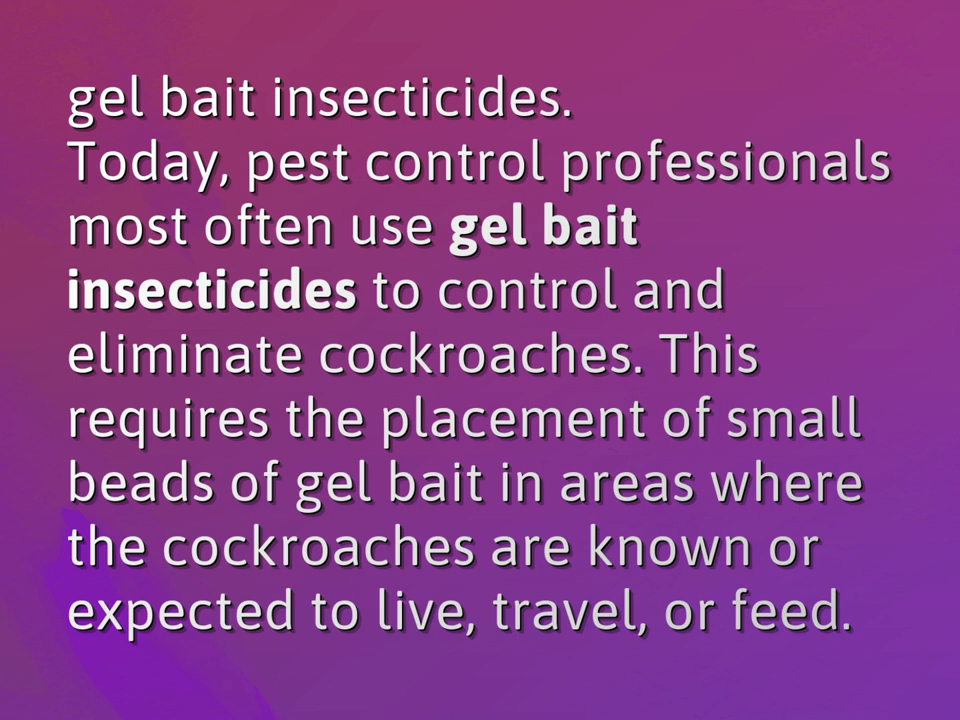 gel bait insecticides.
Today, pest control professionals
most often use gel bait
insecticides to control and
eliminate cockroaches. This
requires the placement of small
beads of gel bait in areas where
the cockroaches are known or
expected to live, travel, or feed.